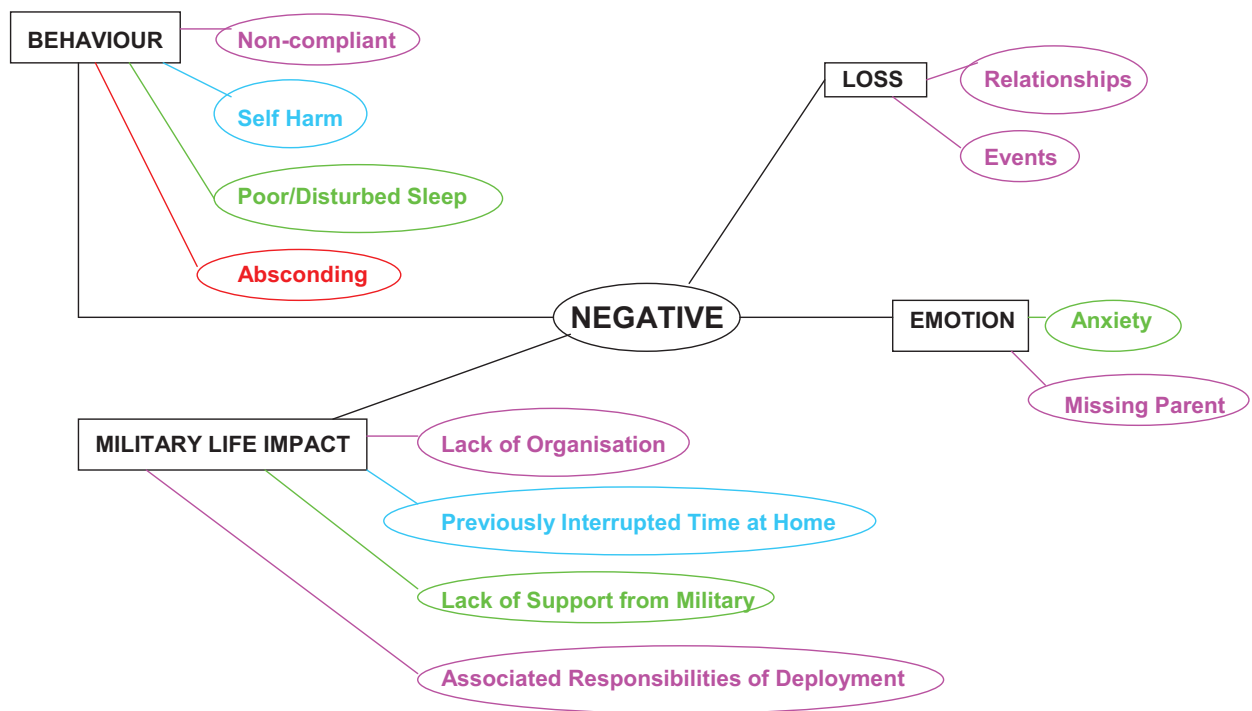 BEHAVIOUR
Non-compliant
Self Harm
Poor/Disturbed Sleep
Absconding
LOSS
Relationships
Events
NEGATIVE
EMOTION
Anxiety
Missing Parent
MILITARY LIFE IMPACT
Lack of Organisation
Previously Interrupted Time at Home
Lack of Support from Military
Associated Responsibilities of Deployment